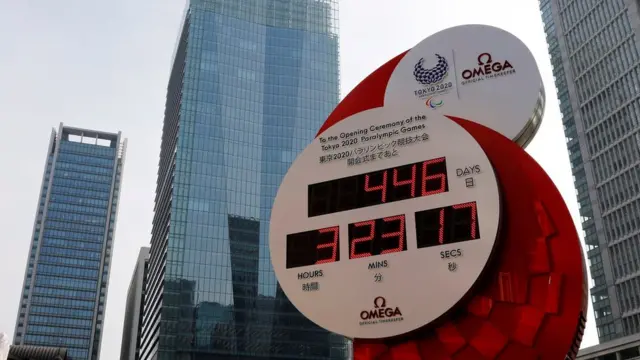 TOKYO 2020
Ω
OMEGA
OFFICIAL TIMEKEEPER
To the Opening Ceremony of the
Tokyo 2020 Paralympic Games
東京2020パラリンピック競技大会
開会式まであと
446 DAYS
日
3 23 17
HOURS MINS SECS
時間 分 秒
Ω
OMEGA
OFFICIAL TIMEKEEPER